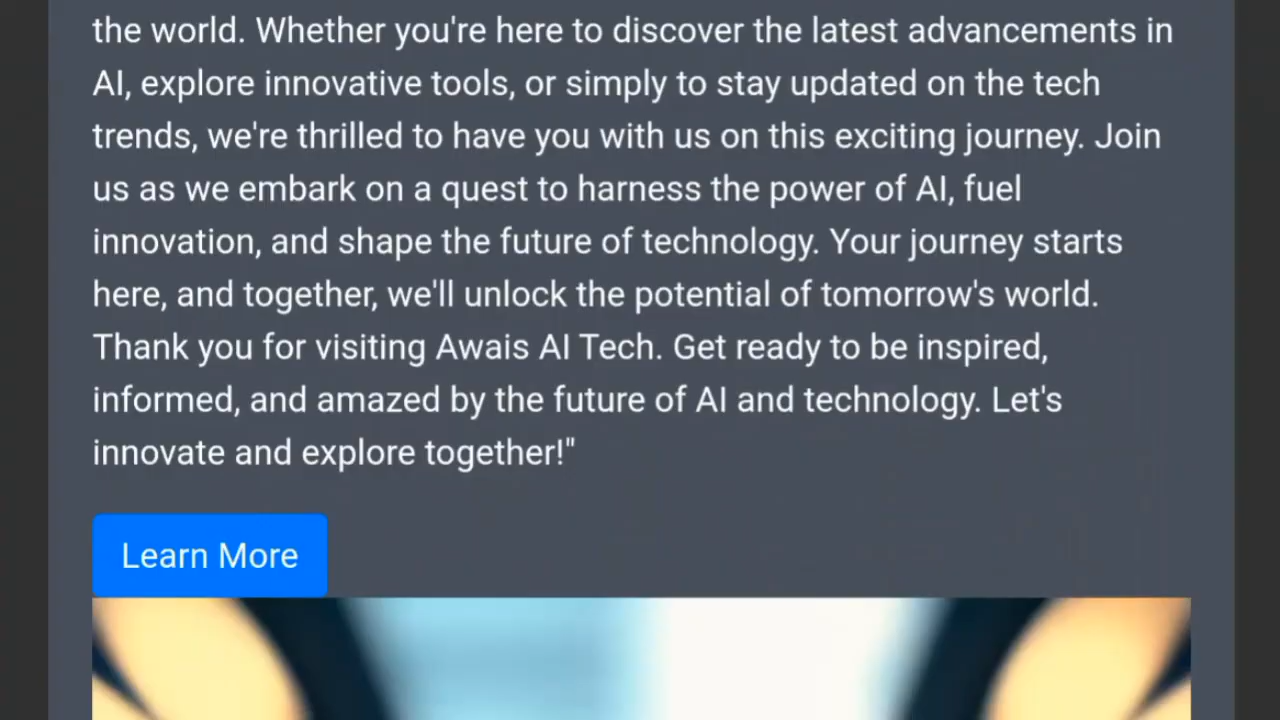 the world. Whether you're here to discover the latest advancements in
AI, explore innovative tools, or simply to stay updated on the tech
trends, we're thrilled to have you with us on this exciting journey. Join
us as we embark on a quest to harness the power of AI, fuel
innovation, and shape the future of technology. Your journey starts
here, and together, we'll unlock the potential of tomorrow's world.
Thank you for visiting Awais AI Tech. Get ready to be inspired,
informed, and amazed by the future of AI and technology. Let's
innovate and explore together!"
Learn More